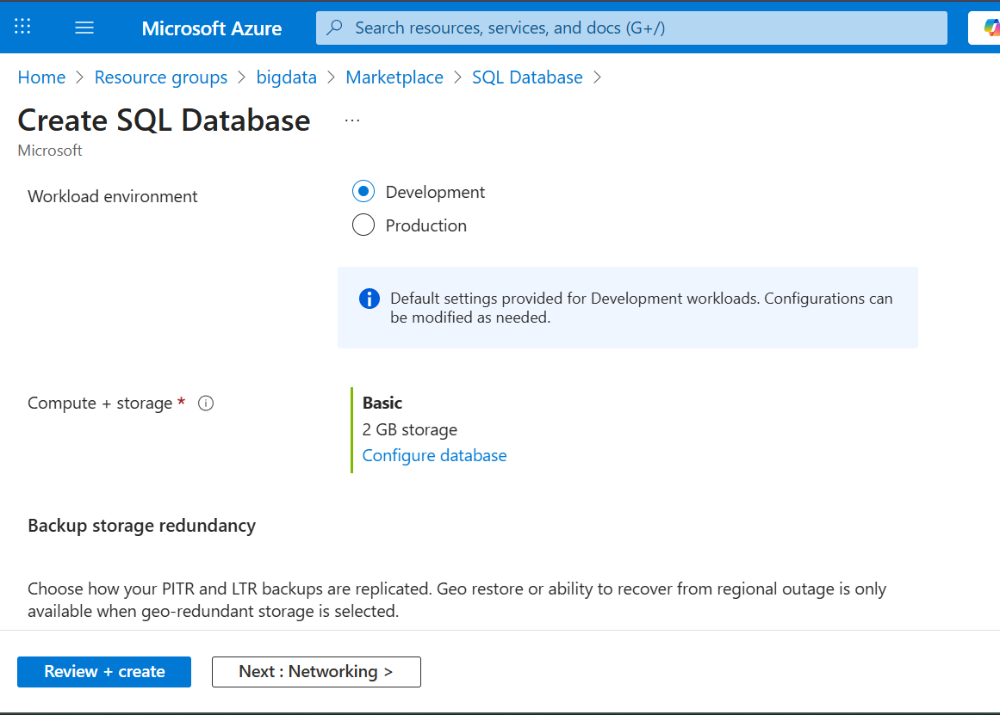 Microsoft Azure
Search resources, services, and docs (G+/)
Home > Resource groups > bigdata > Marketplace > SQL Database >
Create SQL Database ...
Microsoft
Workload environment
Development
Production
Default settings provided for Development workloads. Configurations can
be modified as needed.
Compute + storage *
Basic
2 GB storage
Configure database
Backup storage redundancy
Choose how your PITR and LTR backups are replicated. Geo restore or ability to recover from regional outage is only
available when geo-redundant storage is selected.
Review + create
Next : Networking >